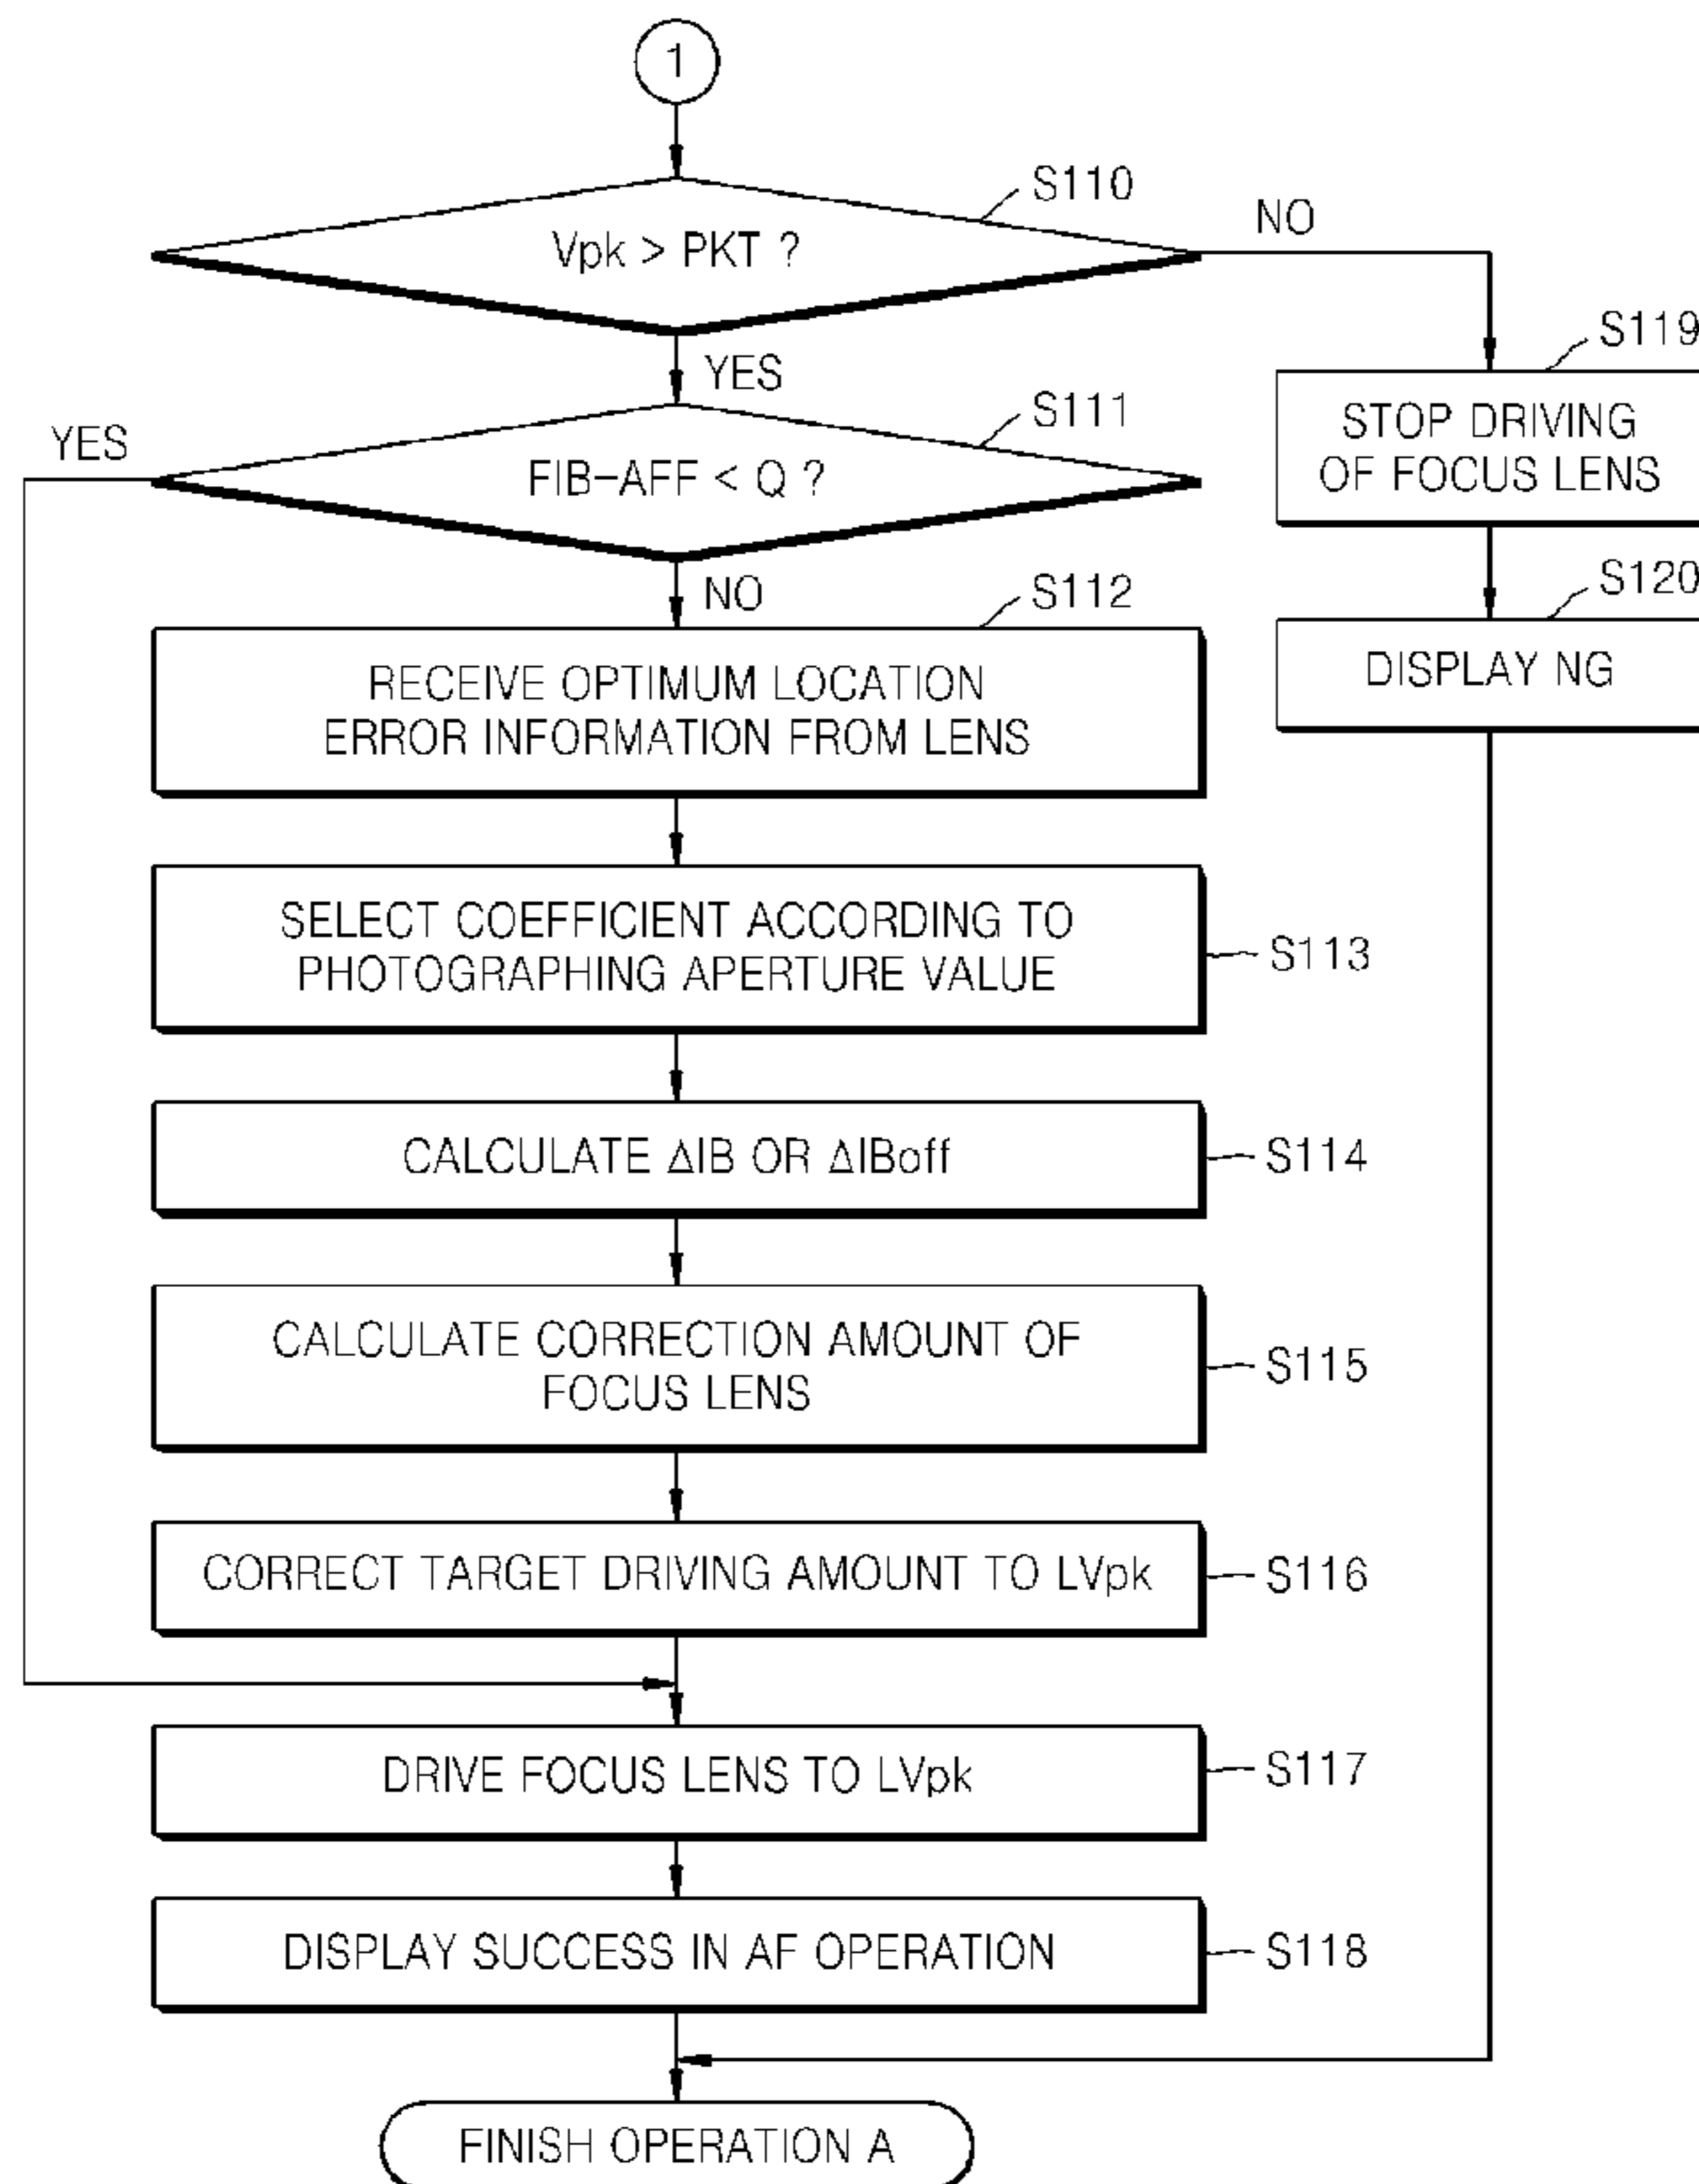 1
S110
Vpk > PKT ?
NO
YES
S119
STOP DRIVING
OF FOCUS LENS
S111
YES
FIB-AFF < Q ?
NO
S120
DISPLAY NG
S112
RECEIVE OPTIMUM LOCATION
ERROR INFORMATION FROM LENS
SELECT COEFFICIENT ACCORDING TO
PHOTOGRAPHING APERTURE VALUE
S113
CALCULATE ΔIB OR ΔIBoff
S114
CALCULATE CORRECTION AMOUNT OF
FOCUS LENS
S115
CORRECT TARGET DRIVING AMOUNT TO LVpk
S116
DRIVE FOCUS LENS TO LVpk
S117
DISPLAY SUCCESS IN AF OPERATION
S118
FINISH OPERATION A